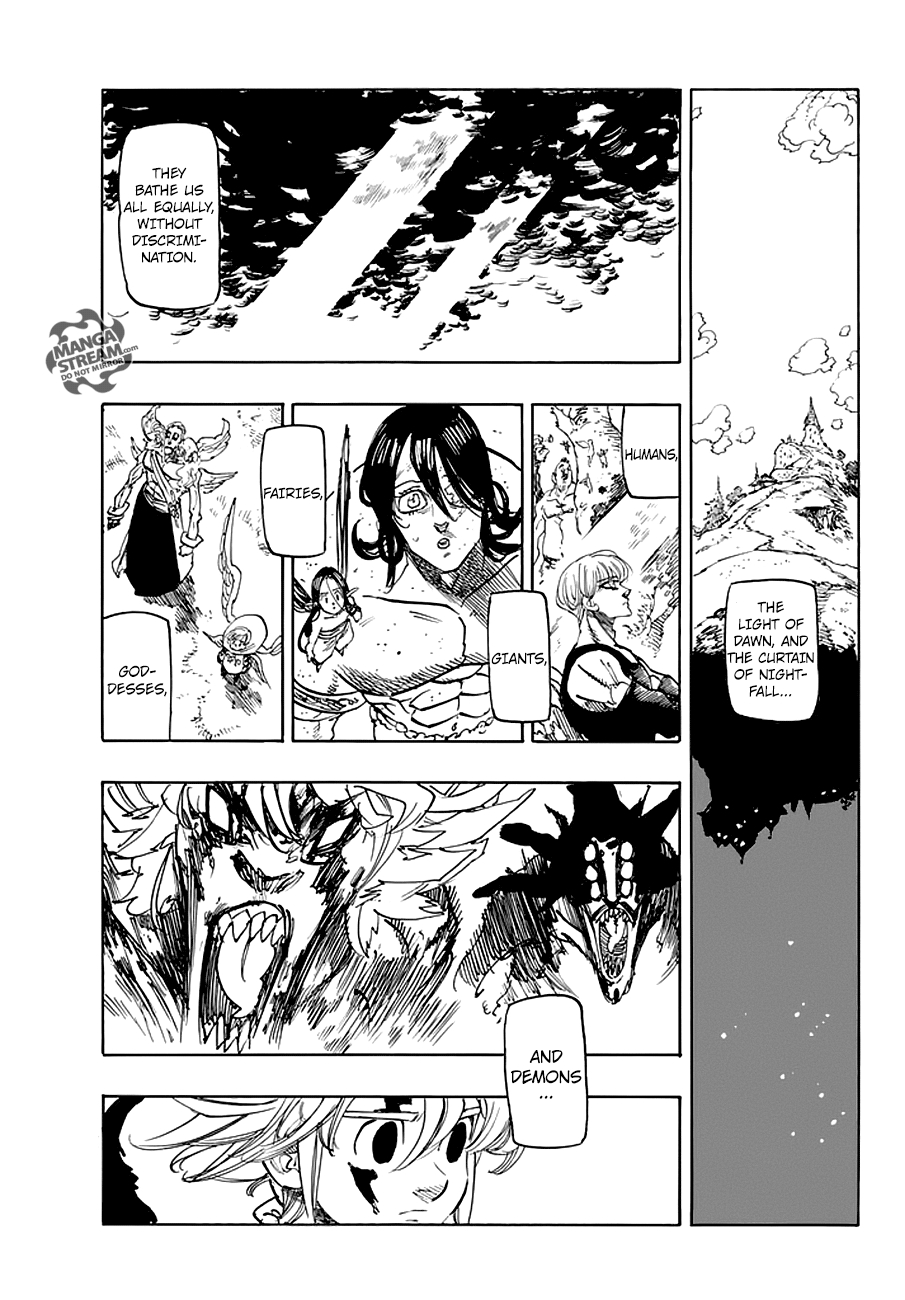 THE
LIGHT OF
DAWN, AND
THE CURTAIN
OF NIGHT-
FALL...
THEY
BATHE US
ALL EQUALLY,
WITHOUT
DISCRIMI-
NATION.
HUMANS,
GIANTS,
FAIRIES,
GOD-
DESSES,
AND
DEMONS
...
MANGA
STREAM.com
DO NOT MIRROR